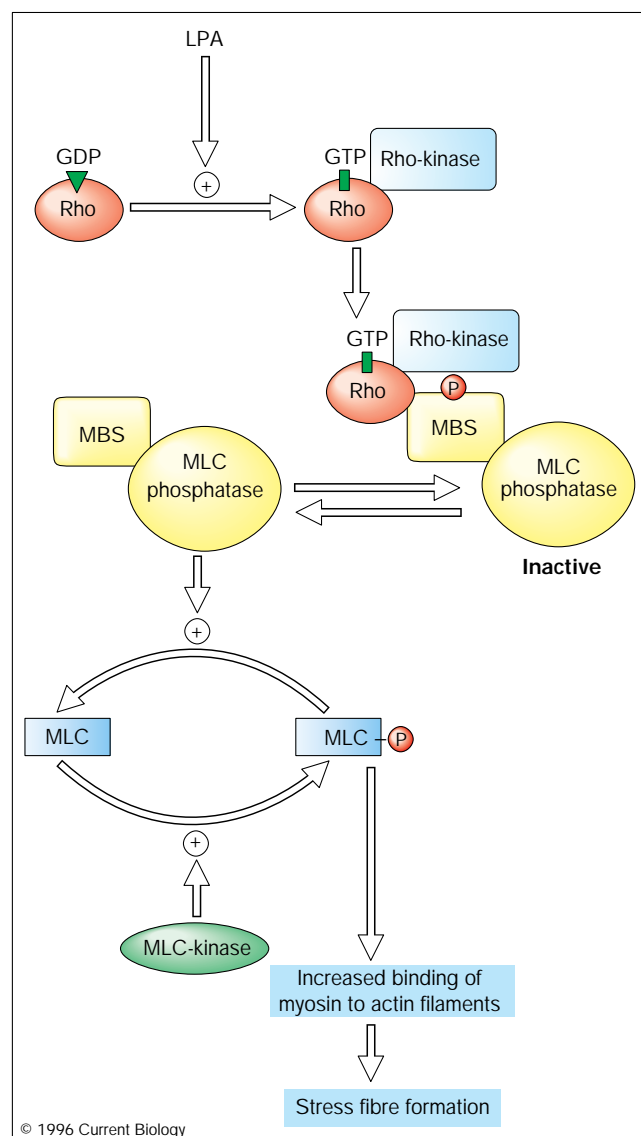 LPA
GDP
Rho
+
GTP
Rho-kinase
Rho
GTP
Rho-kinase
Rho
P
MBS
MBS
MLC
phosphatase
MLC
phosphatase
Inactive
+
MLC
MLC
P
+
MLC-kinase
Increased binding of
myosin to actin filaments
Stress fibre formation
© 1996 Current Biology